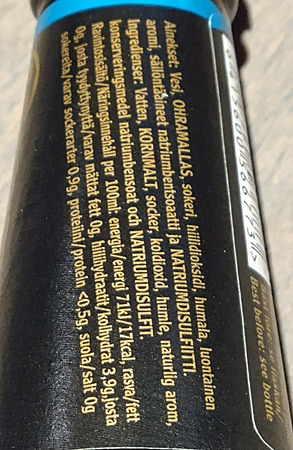 Ainekset: Vesi, OHRAMALLAS, sokeri, hiilidioksidi, humala, luontainen
aromi, säilöntäaineet natriumbentsoaatti ja NATRIUMDISULFIITTI.
Ingredienser: Vatten, KORNMALT, socker, koldioxid, humle, naturlig arom,
konserveringsmedel natriumbensoat och NATRIUMDISULFIT.
Ravintosisältö/Näringsinnehåll per 100ml: energia/energi 71kJ/17kcal, rasva/fett
0g, josta tyydyttynyttä/varav mättat fett 0g, hiilihydraatit/kolhydrat 3,9g, josta
sokereita/varav sockerarter 0,9g, proteiini/protein <0,5g, suola/salt 0g
Best before: see bottle